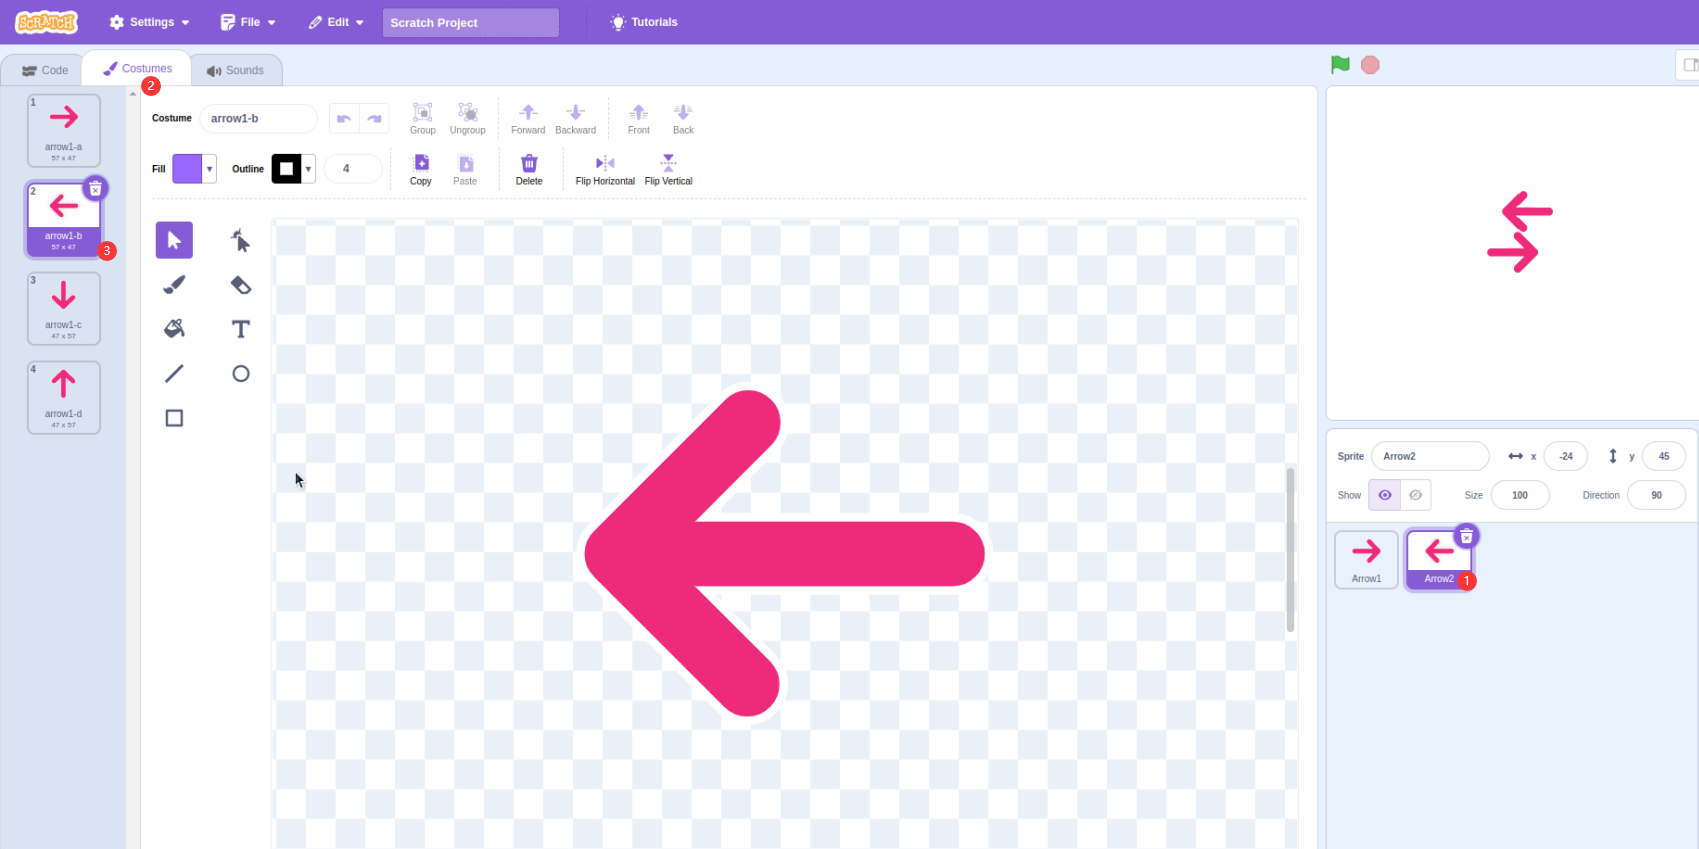 SCRATCH Settings File Edit Scratch Project Tutorials
Code Costumes Sounds
2
1
arrow1-a
57 x 47
2
arrow1-b
57 x 47
3
3
arrow1-c
47 x 57
4
arrow1-d
47 x 57
Costume arrow1-b Group Ungroup Forward Backward Front Back
Fill Outline 4 Copy Paste Delete Flip Horizontal Flip Vertical
T
Sprite Arrow2 x -24 y 45
Show Size 100 Direction 90
Arrow1 Arrow2 1